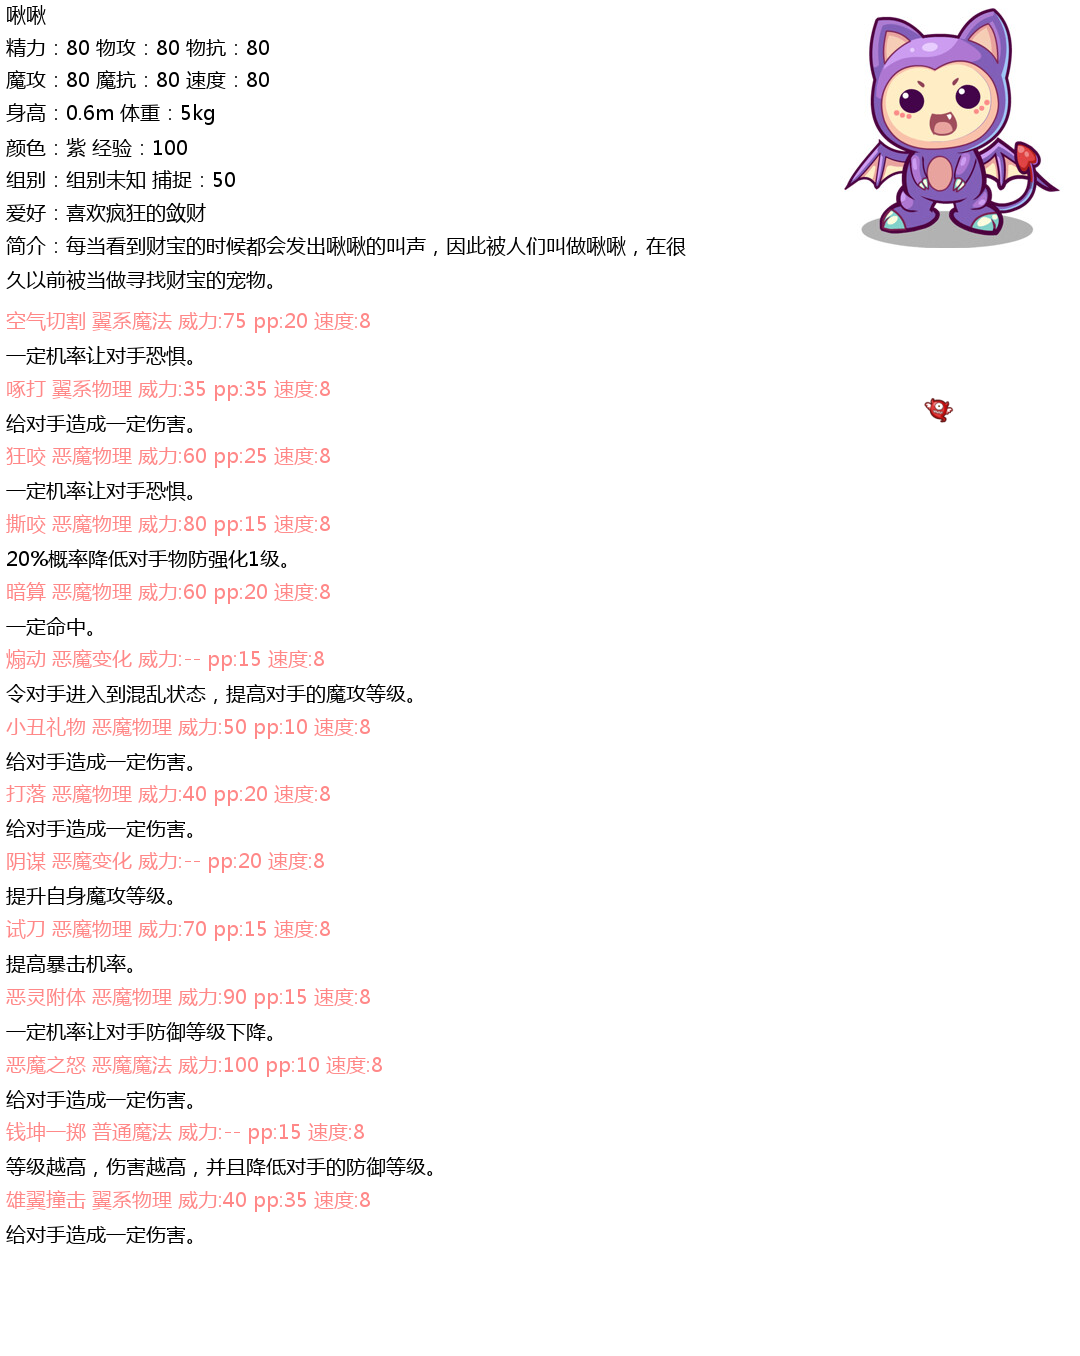 啾啾
精力：80 物攻：80 物抗：80
魔攻：80 魔抗：80 速度：80
身高：0.6m 体重：5kg
颜色：紫 经验：100
组别：组别未知 捕捉：50
爱好：喜欢疯狂的敛财
简介：每当看到财宝的时候都会发出啾啾的叫声，因此被人们叫做啾啾，在很
久以前被当做寻找财宝的宠物。
空气切割 翼系魔法 威力:75 pp:20 速度:8
一定机率让对手恐惧。
啄打 翼系物理 威力:35 pp:35 速度:8
给对手造成一定伤害。
狂咬 恶魔物理 威力:60 pp:25 速度:8
一定机率让对手恐惧。
撕咬 恶魔物理 威力:80 pp:15 速度:8
20%概率降低对手物防强化1级。
暗算 恶魔物理 威力:60 pp:20 速度:8
一定命中。
煽动 恶魔变化 威力:-- pp:15 速度:8
令对手进入到混乱状态，提高对手的魔攻等级。
小丑礼物 恶魔物理 威力:50 pp:10 速度:8
给对手造成一定伤害。
打落 恶魔物理 威力:40 pp:20 速度:8
给对手造成一定伤害。
阴谋 恶魔变化 威力:-- pp:20 速度:8
提升自身魔攻等级。
试刀 恶魔物理 威力:70 pp:15 速度:8
提高暴击机率。
恶灵附体 恶魔物理 威力:90 pp:15 速度:8
一定机率让对手防御等级下降。
恶魔之怒 恶魔魔法 威力:100 pp:10 速度:8
给对手造成一定伤害。
钱坤一掷 普通魔法 威力:-- pp:15 速度:8
等级越高，伤害越高，并且降低对手的防御等级。
雄翼撞击 翼系物理 威力:40 pp:35 速度:8
给对手造成一定伤害。